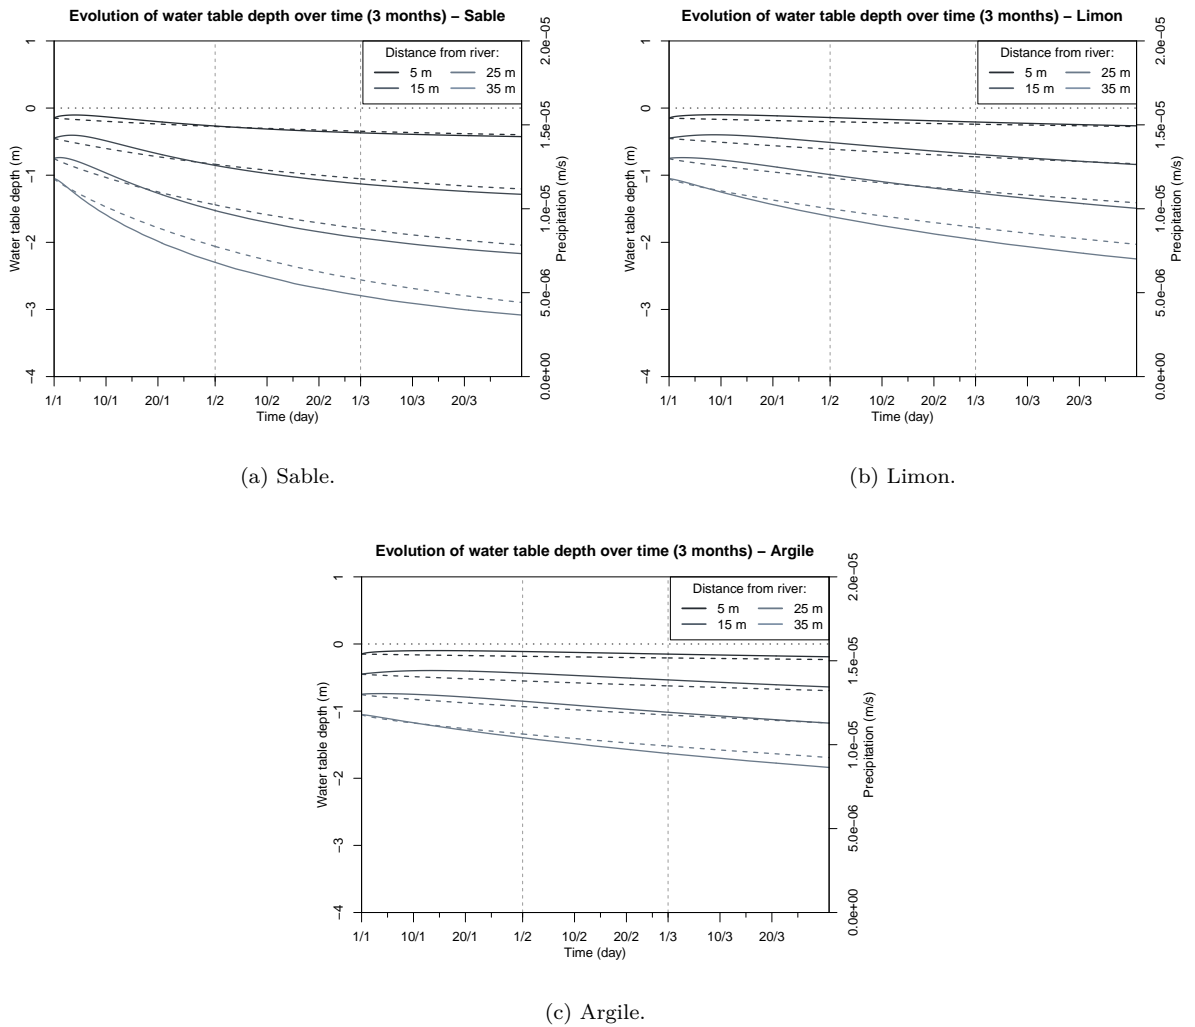 Evolution of water table depth over time (3 months) – Sable
Distance from river:
5 m 25 m
15 m 35 m
Water table depth (m)
1
0
−1
−2
−3
−4
Precipitation (m/s)
2.0e−05
1.5e−05
1.0e−05
5.0e−06
0.0e+00
1/1 10/1 20/1 1/2 10/2 20/2 1/3 10/3 20/3
Time (day)
(a) Sable.
Evolution of water table depth over time (3 months) – Limon
Distance from river:
5 m 25 m
15 m 35 m
Water table depth (m)
1
0
−1
−2
−3
−4
Precipitation (m/s)
2.0e−05
1.5e−05
1.0e−05
5.0e−06
0.0e+00
1/1 10/1 20/1 1/2 10/2 20/2 1/3 10/3 20/3
Time (day)
(b) Limon.
Evolution of water table depth over time (3 months) – Argile
Distance from river:
5 m 25 m
15 m 35 m
Water table depth (m)
1
0
−1
−2
−3
−4
Precipitation (m/s)
2.0e−05
1.5e−05
1.0e−05
5.0e−06
0.0e+00
1/1 10/1 20/1 1/2 10/2 20/2 1/3 10/3 20/3
Time (day)
(c) Argile.